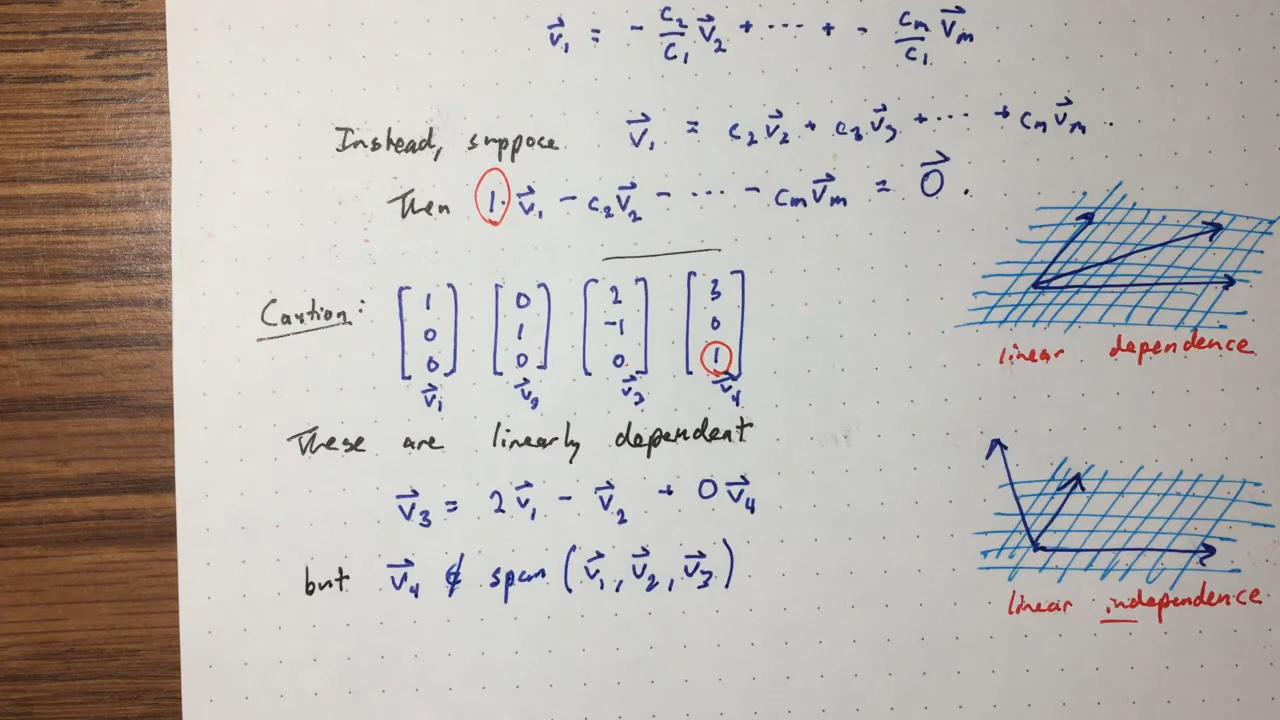 v⃗₁ = - c₂/c₁ v⃗₂ + ⋯ + - cₘ/c₁ v⃗ₘ
Instead, suppose v⃗₁ = c₂v⃗₂ + c₃v⃗₃ + ⋯ + cₘv⃗ₘ.
Then 1·v⃗₁ - c₂v⃗₂ - ⋯ - cₘv⃗ₘ = 0⃗.
Caution: [1 0 0] [0 1 0] [2 -1 0] [3 0 1]
v⃗₁ v⃗₂ v⃗₃ v⃗₄
These are linearly dependent
v⃗₃ = 2v⃗₁ - v⃗₂ + 0v⃗₄
but v⃗₄ ∉ span (v⃗₁, v⃗₂, v⃗₃)
linear dependence
linear independence